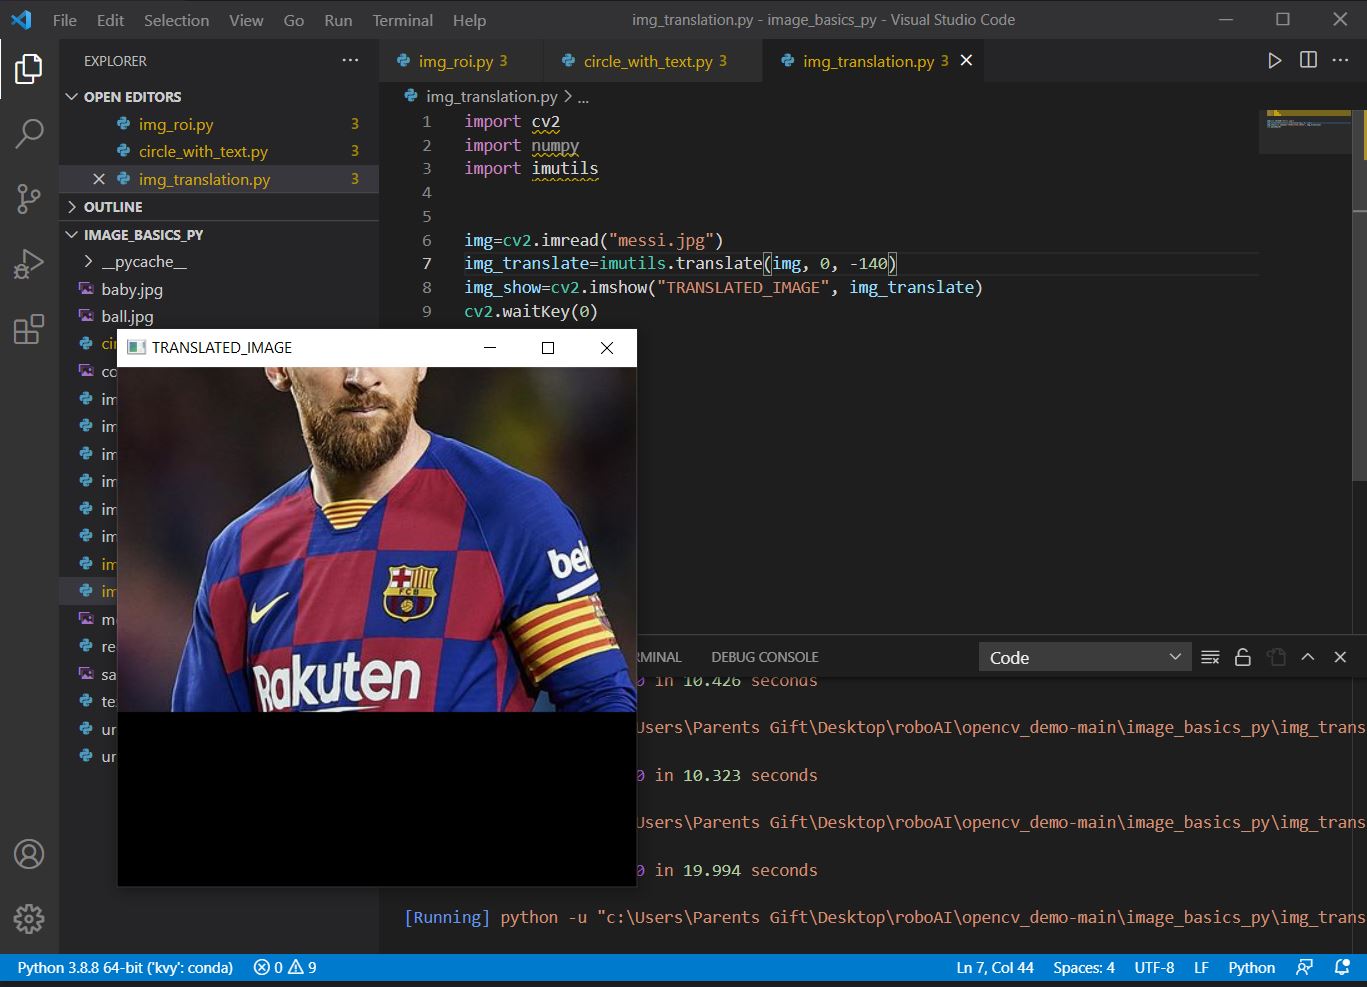 File Edit Selection View Go Run Terminal Help
img_translation.py - image_basics_py - Visual Studio Code
EXPLORER
OPEN EDITORS
img_roi.py 3
circle_with_text.py 3
img_translation.py 3
OUTLINE
IMAGE_BASICS_PY
__pycache__
baby.jpg
ball.jpg
cir
co
im
im
im
im
im
im
im
im
m
re
sa
te
ur
ur
img_roi.py 3
circle_with_text.py 3
img_translation.py 3
img_translation.py > ...
1 import cv2
2 import numpy
3 import imutils
4
5
6 img=cv2.imread("messi.jpg")
7 img_translate=imutils.translate(img, 0, -140)
8 img_show=cv2.imshow("TRANSLATED_IMAGE", img_translate)
9 cv2.waitKey(0)
TRANSLATED_IMAGE
bek
FCB
Rakuten
RMINAL DEBUG CONSOLE
Code
0 in 10.426 seconds
Users\Parents Gift\Desktop\roboAI\opencv_demo-main\image_basics_py\img_trans
0 in 10.323 seconds
Users\Parents Gift\Desktop\roboAI\opencv_demo-main\image_basics_py\img_trans
0 in 19.994 seconds
[Running] python -u "c:\Users\Parents Gift\Desktop\roboAI\opencv_demo-main\image_basics_py\img_trans
Python 3.8.8 64-bit ('kvy': conda) 0 9
Ln 7, Col 44 Spaces: 4 UTF-8 LF Python